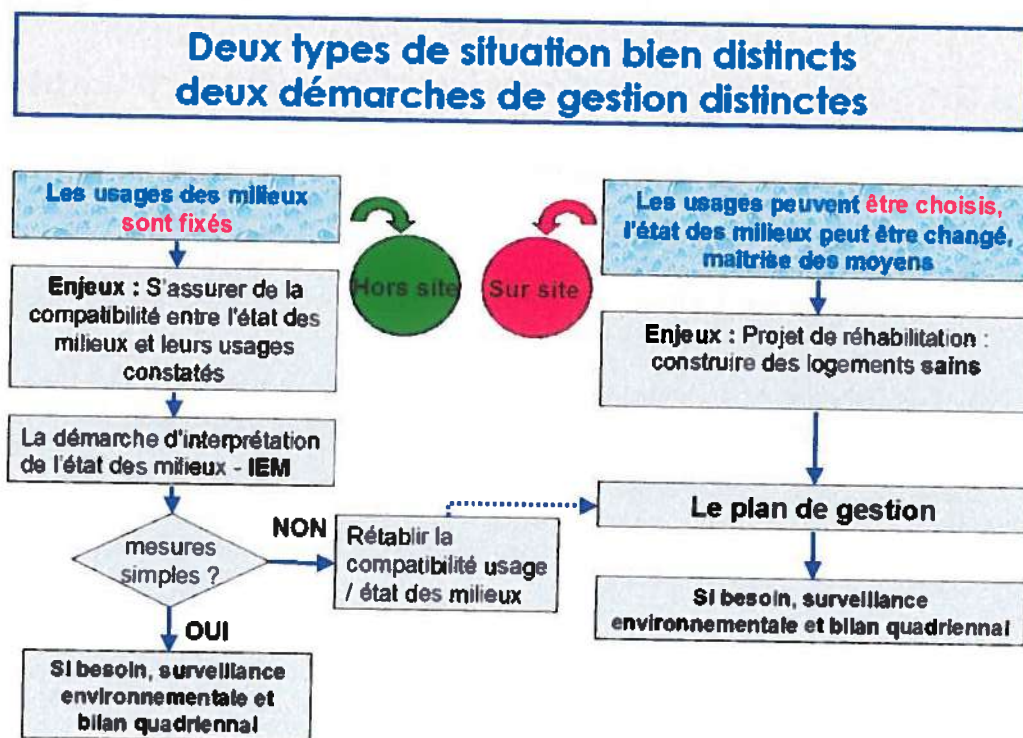 Deux types de situation bien distincts
deux démarches de gestion distinctes
Les usages des milieux
sont fixés
Enjeux : S'assurer de la
compatibilité entre l'état des
milieux et leurs usages
constatés
La démarche d'interprétation
de l'état des milieux - IEM
mesures
simples ?
NON
Rétablir la
compatibilité usage
/ état des milieux
OUI
Si besoin, surveillance
environnementale et
bilan quadriennal
Hors site
Sur site
Les usages peuvent être choisis,
l'état des milieux peut être changé,
maîtrise des moyens
Enjeux : Projet de réhabilitation :
construire des logements sains
Le plan de gestion
Si besoin, surveillance
environnementale et bilan quadriennal